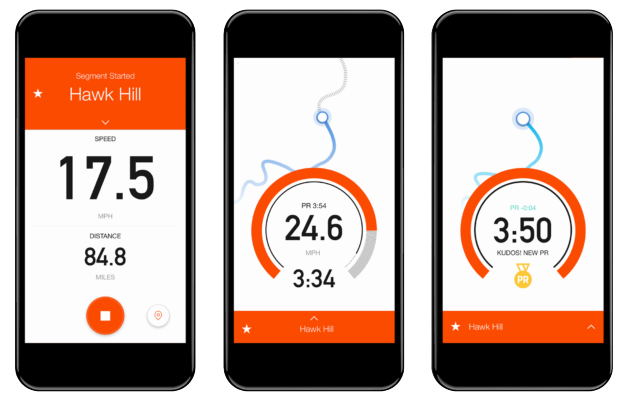 Segment Started
Hawk Hill
SPEED
17.5
MPH
DISTANCE
84.8
MILES
PR 3:54
24.6
MPH
3:34
Hawk Hill
PR -0:04
3:50
KUDOS! NEW PR
PR
Hawk Hill